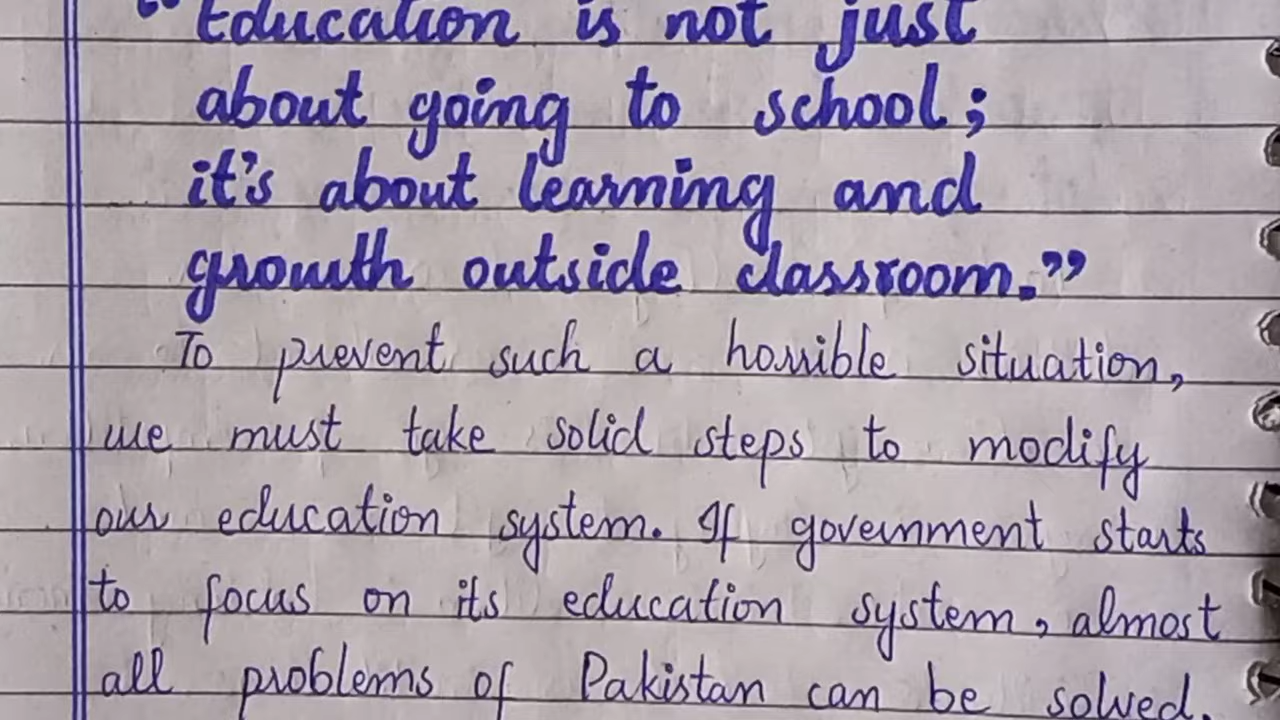 “Education is not just
about going to school;
it's about learning and
growth outside classroom.”
To prevent such a horrible situation,
we must take solid steps to modify
our education system. If government starts
to focus on its education system, almost
all problems of Pakistan can be solved.